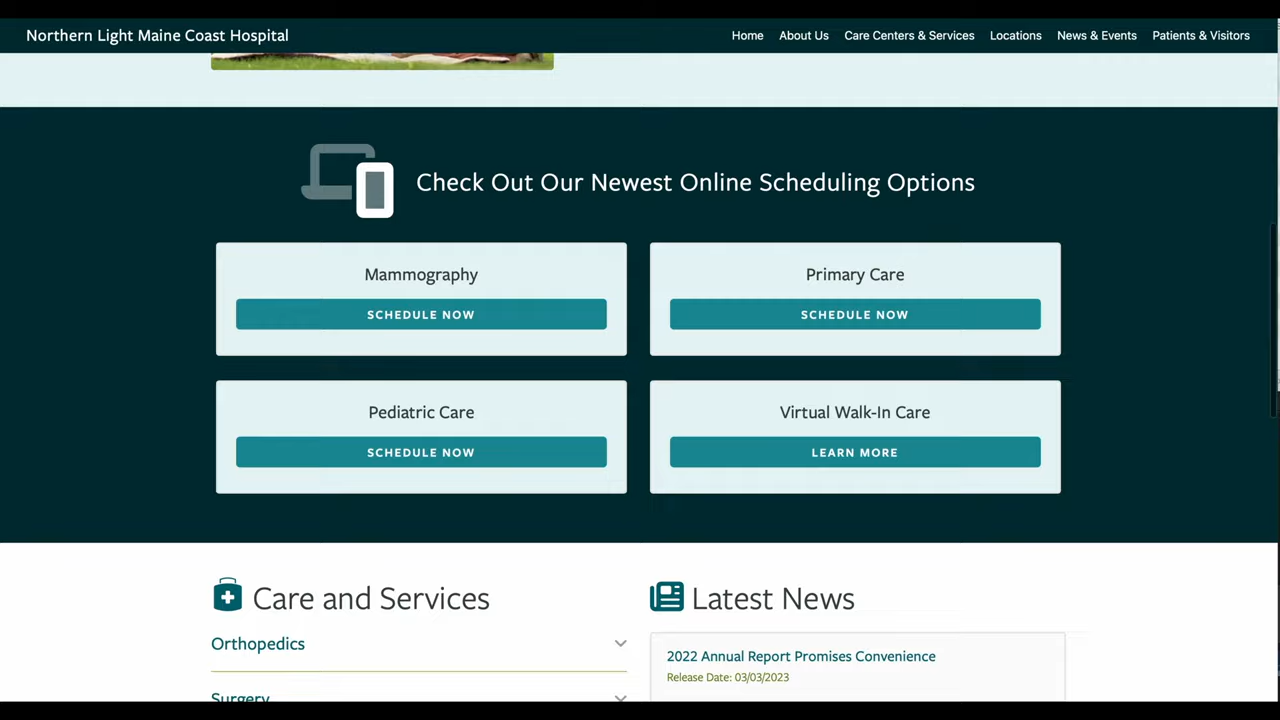 Northern Light Maine Coast Hospital
Home About Us Care Centers & Services Locations News & Events Patients & Visitors
Check Out Our Newest Online Scheduling Options
Mammography
SCHEDULE NOW
Primary Care
SCHEDULE NOW
Pediatric Care
SCHEDULE NOW
Virtual Walk-In Care
LEARN MORE
Care and Services
Orthopedics
Surgery
Latest News
2022 Annual Report Promises Convenience
Release Date: 03/03/2023